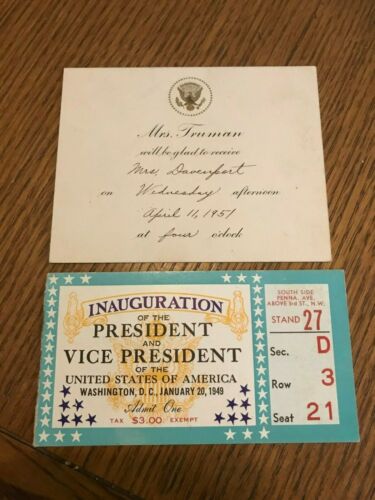 Mrs. Truman
will be glad to receive
Mrs. Davenport
on Wednesday afternoon
April 11, 1951
at four o'clock
INAUGURATION
OF THE
PRESIDENT
AND
VICE PRESIDENT
OF THE
UNITED STATES OF AMERICA
WASHINGTON, D.C., JANUARY 20, 1949
Admit One
TAX $3.00 EXEMPT
SOUTH SIDE
PENNA. AVE.
ABOVE 3rd ST., N.W.
STAND 27
Sec. D
Row 3
Seat 21